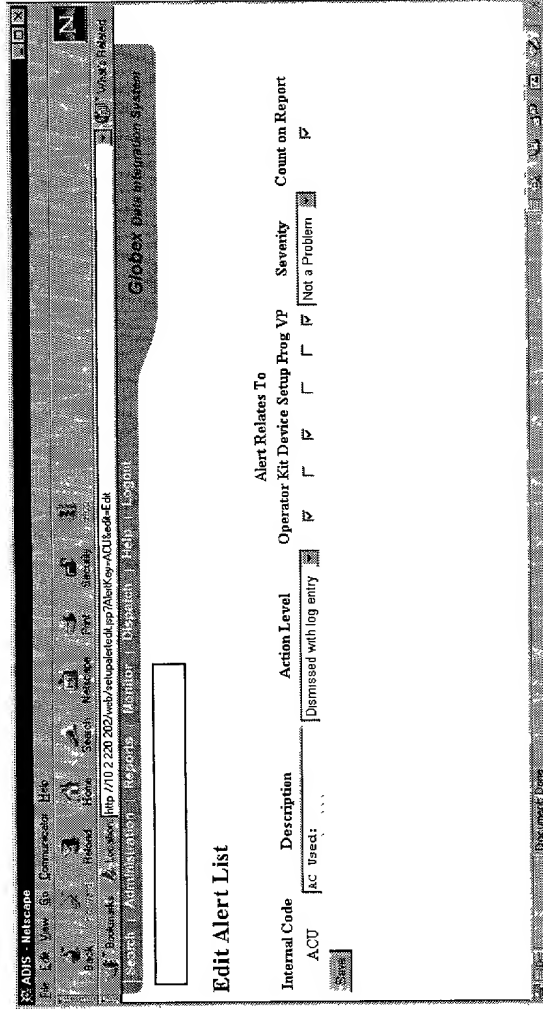 ADIS - Netscape
File Edit View Go Communicator Help
Back Reload Home Search Netscape Print Security Stop
Bookmarks Location http //10 2 220 202/web/setupalertedit.jsp?AlertKey=ACU&edit=Edit What's Related
Search | Administration | Reports | Monitor | Dispatch | Help | Logout
Globex Data Integration System
Edit Alert List
Alert Relates To
Internal Code Description Action Level Operator Kit Device Setup Prog VP Severity Count on Report
ACU AC Used: Dismissed with log entry Not a Problem
Save
Document Done